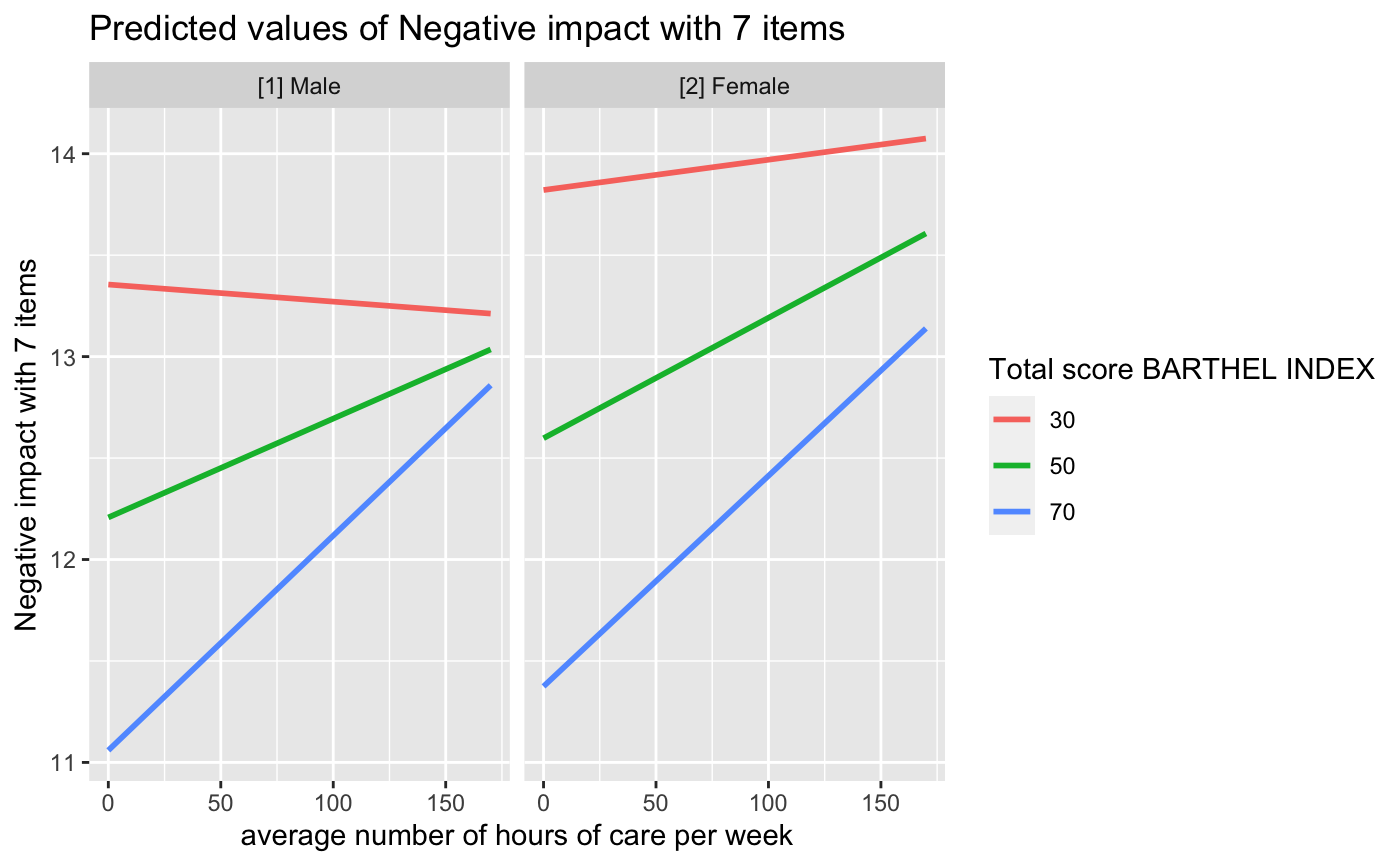 Predicted values of Negative impact with 7 items
[1] Male
[2] Female
14
13
12
11
Negative impact with 7 items
0
50
100
150
0
50
100
150
average number of hours of care per week
Total score BARTHEL INDEX
30
50
70